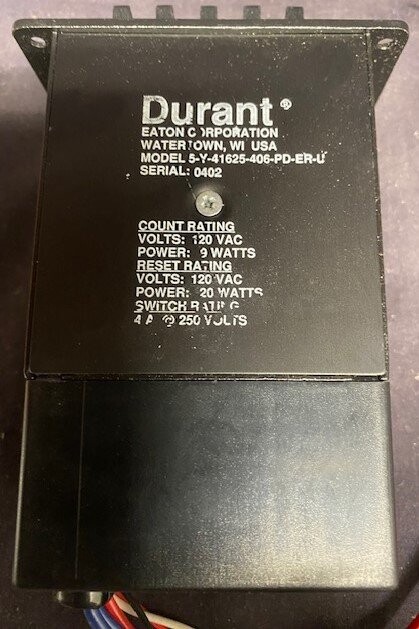 Durant®
EATON CORPORATION
WATERTOWN, WI USA
MODEL 5-Y-41625-406-PD-ER-U
SERIAL: 0402
COUNT RATING
VOLTS: 120 VAC
POWER: 9 WATTS
RESET RATING
VOLTS: 120 VAC
POWER: 20 WATTS
SWITCH RATING
4 A @ 250 VOLTS